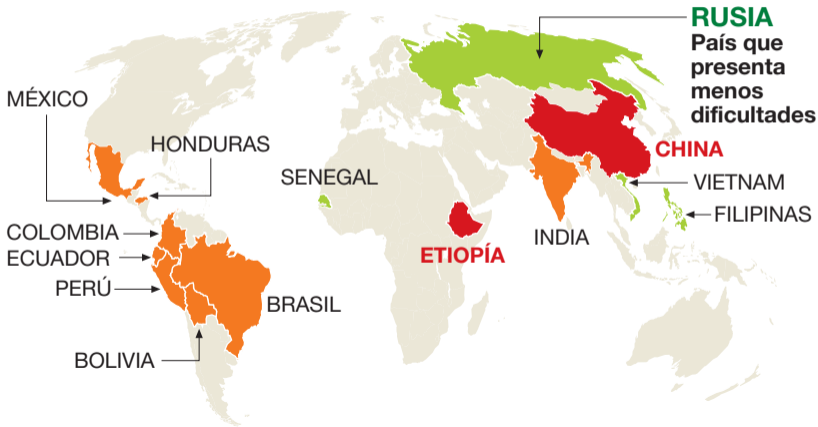 RUSIA
País que
presenta
menos
dificultades
MÉXICO
HONDURAS
CHINA
SENEGAL
VIETNAM
FILIPINAS
COLOMBIA
INDIA
ECUADOR
ETIOPÍA
PERÚ
BRASIL
BOLIVIA